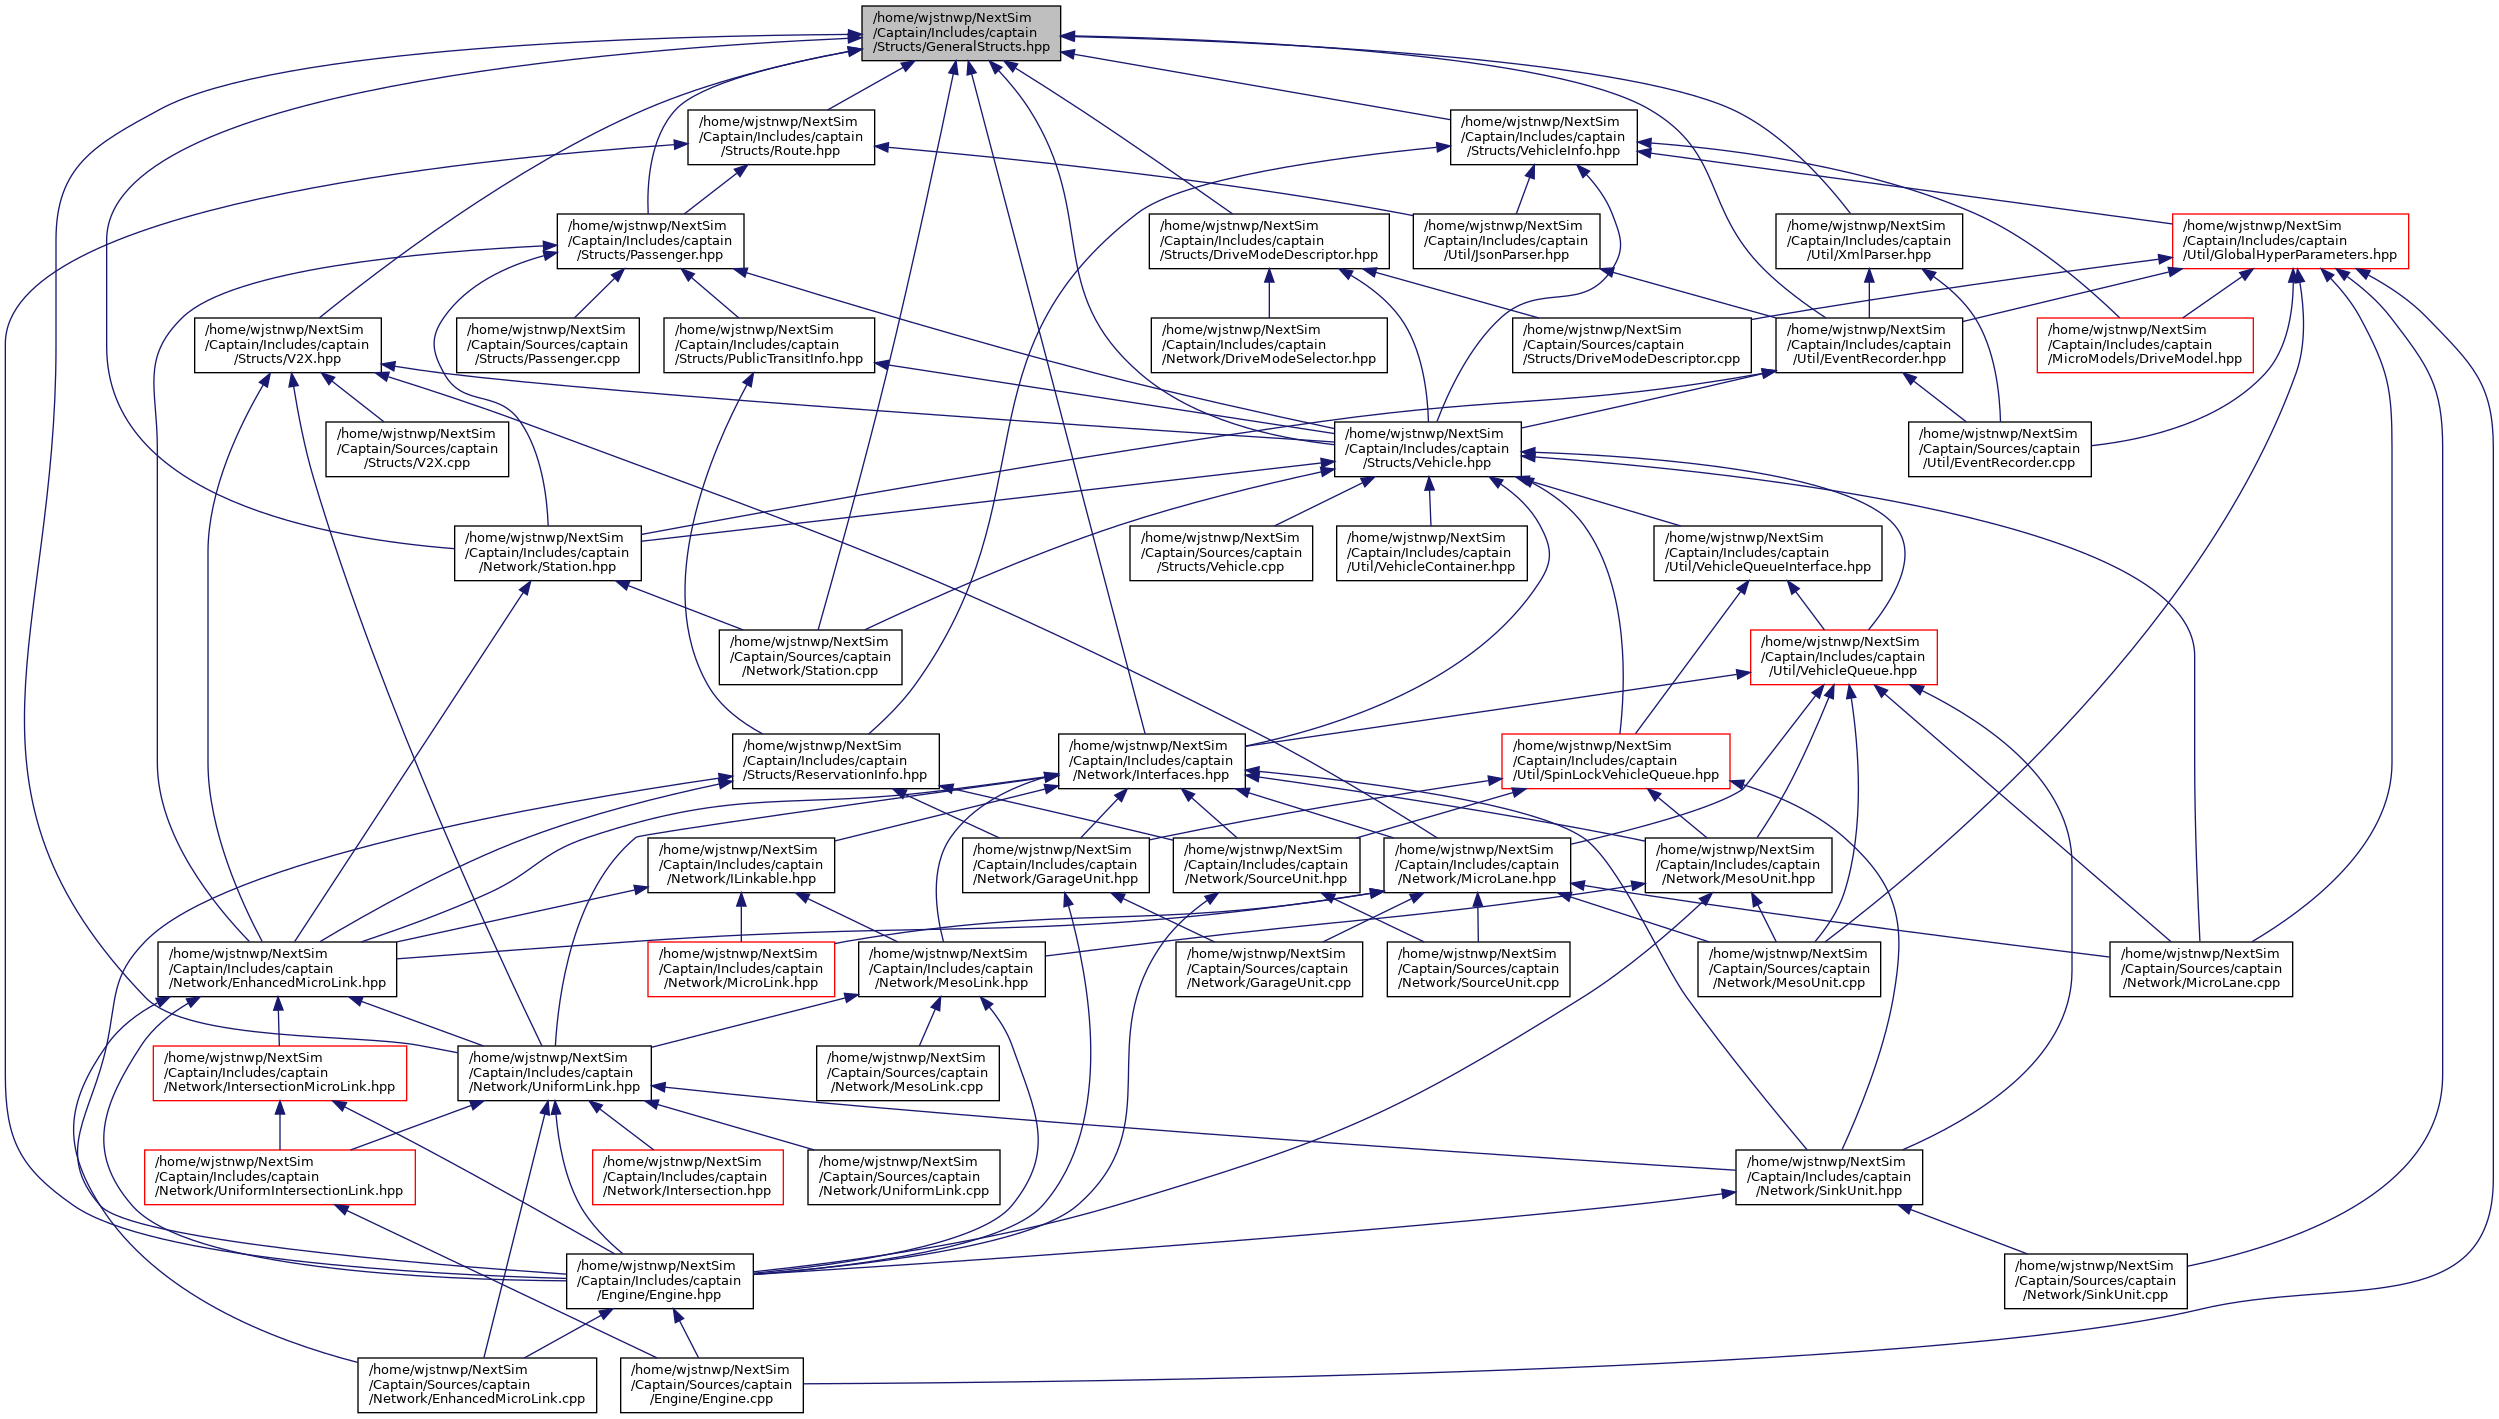 /home/wjstnwp/NextSim
/Captain/Includes/captain
/Structs/GeneralStructs.hpp
/home/wjstnwp/NextSim
/Captain/Includes/captain
/Structs/Route.hpp
/home/wjstnwp/NextSim
/Captain/Includes/captain
/Structs/VehicleInfo.hpp
/home/wjstnwp/NextSim
/Captain/Includes/captain
/Structs/Passenger.hpp
/home/wjstnwp/NextSim
/Captain/Includes/captain
/Structs/DriveModeDescriptor.hpp
/home/wjstnwp/NextSim
/Captain/Includes/captain
/Util/JsonParser.hpp
/home/wjstnwp/NextSim
/Captain/Includes/captain
/Util/XmlParser.hpp
/home/wjstnwp/NextSim
/Captain/Includes/captain
/Util/GlobalHyperParameters.hpp
/home/wjstnwp/NextSim
/Captain/Includes/captain
/Structs/V2X.hpp
/home/wjstnwp/NextSim
/Captain/Sources/captain
/Structs/Passenger.cpp
/home/wjstnwp/NextSim
/Captain/Includes/captain
/Structs/PublicTransitInfo.hpp
/home/wjstnwp/NextSim
/Captain/Includes/captain
/Network/DriveModeSelector.hpp
/home/wjstnwp/NextSim
/Captain/Sources/captain
/Structs/DriveModeDescriptor.cpp
/home/wjstnwp/NextSim
/Captain/Includes/captain
/Util/EventRecorder.hpp
/home/wjstnwp/NextSim
/Captain/Includes/captain
/MicroModels/DriveModel.hpp
/home/wjstnwp/NextSim
/Captain/Sources/captain
/Structs/V2X.cpp
/home/wjstnwp/NextSim
/Captain/Includes/captain
/Structs/Vehicle.hpp
/home/wjstnwp/NextSim
/Captain/Sources/captain
/Util/EventRecorder.cpp
/home/wjstnwp/NextSim
/Captain/Includes/captain
/Network/Station.hpp
/home/wjstnwp/NextSim
/Captain/Sources/captain
/Structs/Vehicle.cpp
/home/wjstnwp/NextSim
/Captain/Includes/captain
/Util/VehicleContainer.hpp
/home/wjstnwp/NextSim
/Captain/Includes/captain
/Util/VehicleQueueInterface.hpp
/home/wjstnwp/NextSim
/Captain/Sources/captain
/Network/Station.cpp
/home/wjstnwp/NextSim
/Captain/Includes/captain
/Util/VehicleQueue.hpp
/home/wjstnwp/NextSim
/Captain/Includes/captain
/Structs/ReservationInfo.hpp
/home/wjstnwp/NextSim
/Captain/Includes/captain
/Network/Interfaces.hpp
/home/wjstnwp/NextSim
/Captain/Includes/captain
/Util/SpinLockVehicleQueue.hpp
/home/wjstnwp/NextSim
/Captain/Includes/captain
/Network/ILinkable.hpp
/home/wjstnwp/NextSim
/Captain/Includes/captain
/Network/GarageUnit.hpp
/home/wjstnwp/NextSim
/Captain/Includes/captain
/Network/SourceUnit.hpp
/home/wjstnwp/NextSim
/Captain/Includes/captain
/Network/MicroLane.hpp
/home/wjstnwp/NextSim
/Captain/Includes/captain
/Network/MesoUnit.hpp
/home/wjstnwp/NextSim
/Captain/Includes/captain
/Network/EnhancedMicroLink.hpp
/home/wjstnwp/NextSim
/Captain/Includes/captain
/Network/MicroLink.hpp
/home/wjstnwp/NextSim
/Captain/Includes/captain
/Network/MesoLink.hpp
/home/wjstnwp/NextSim
/Captain/Sources/captain
/Network/GarageUnit.cpp
/home/wjstnwp/NextSim
/Captain/Sources/captain
/Network/SourceUnit.cpp
/home/wjstnwp/NextSim
/Captain/Sources/captain
/Network/MesoUnit.cpp
/home/wjstnwp/NextSim
/Captain/Sources/captain
/Network/MicroLane.cpp
/home/wjstnwp/NextSim
/Captain/Includes/captain
/Network/IntersectionMicroLink.hpp
/home/wjstnwp/NextSim
/Captain/Includes/captain
/Network/UniformLink.hpp
/home/wjstnwp/NextSim
/Captain/Sources/captain
/Network/MesoLink.cpp
/home/wjstnwp/NextSim
/Captain/Includes/captain
/Network/UniformIntersectionLink.hpp
/home/wjstnwp/NextSim
/Captain/Includes/captain
/Network/Intersection.hpp
/home/wjstnwp/NextSim
/Captain/Sources/captain
/Network/UniformLink.cpp
/home/wjstnwp/NextSim
/Captain/Includes/captain
/Network/SinkUnit.hpp
/home/wjstnwp/NextSim
/Captain/Includes/captain
/Engine/Engine.hpp
/home/wjstnwp/NextSim
/Captain/Sources/captain
/Network/SinkUnit.cpp
/home/wjstnwp/NextSim
/Captain/Sources/captain
/Network/EnhancedMicroLink.cpp
/home/wjstnwp/NextSim
/Captain/Sources/captain
/Engine/Engine.cpp